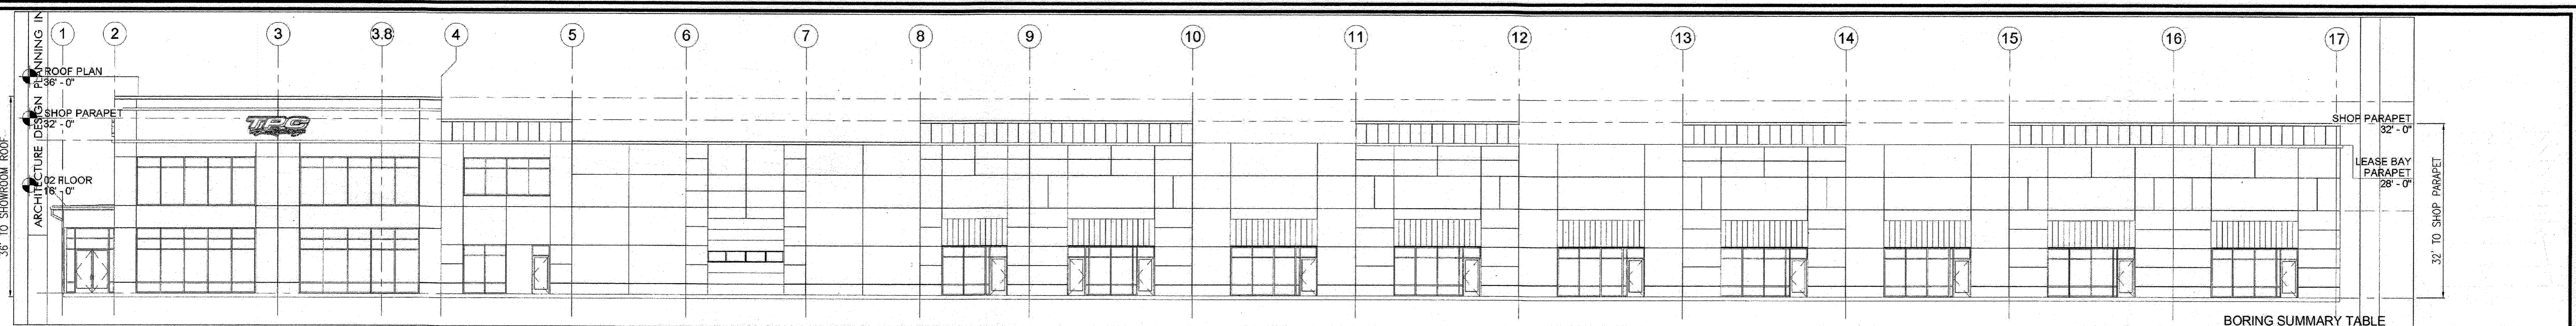 1 2 3 3.8 4 5 6 7 8 9 10 11 12 13 14 15 16 17
ARCHITECTURE DESIGN PLANNING IN
ROOF PLAN
36' - 0"
SHOP PARAPET
32' - 0"
02 FLOOR
16' - 0"
36' TO SHOWROOM ROOF
TPC
SHOP PARAPET
32' - 0"
LEASE BAY
PARAPET
28' - 0"
32' TO SHOP PARAPET
BORING SUMMARY TABLE